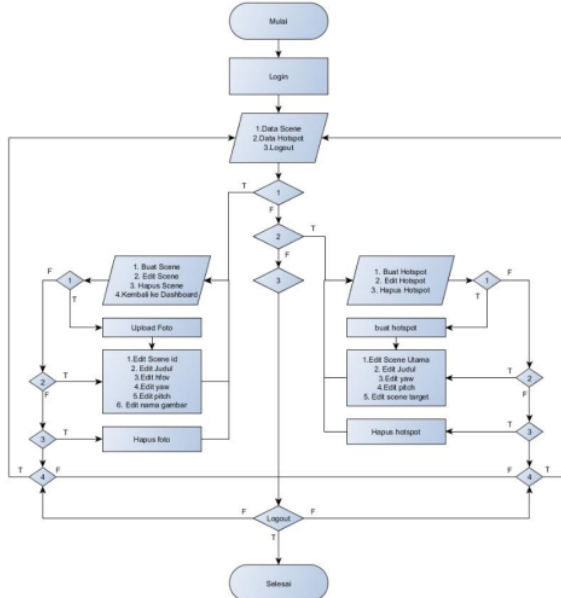 Mulai
Login
1.Data Scene
2.Data Hotspot
3.Logout
T
1
F
2
T
F
3
1. Buat Scene
2. Edit Scene
3. Hapus Scene
4.Kembali ke Dashboard
1
F
T
Upload Foto
1.Edit Scene id
2. Edit Judul
3.Edit hfov
4.Edit yaw
5.Edit pitch
6. Edit nama gambar
2
T
F
3
T
Hapus foto
T
4
F
1. Buat Hotspot
2. Edit Hotspot
3. Hapus Hotspot
1
F
T
buat hotspot
1.Edit Scene Utama
2. Edit Judul
3.Edit yaw
4.Edit pitch
5. Edit scene target
T
2
F
Hapus hotspot
T
3
F
4
T
F
Logout
F
T
Selesai